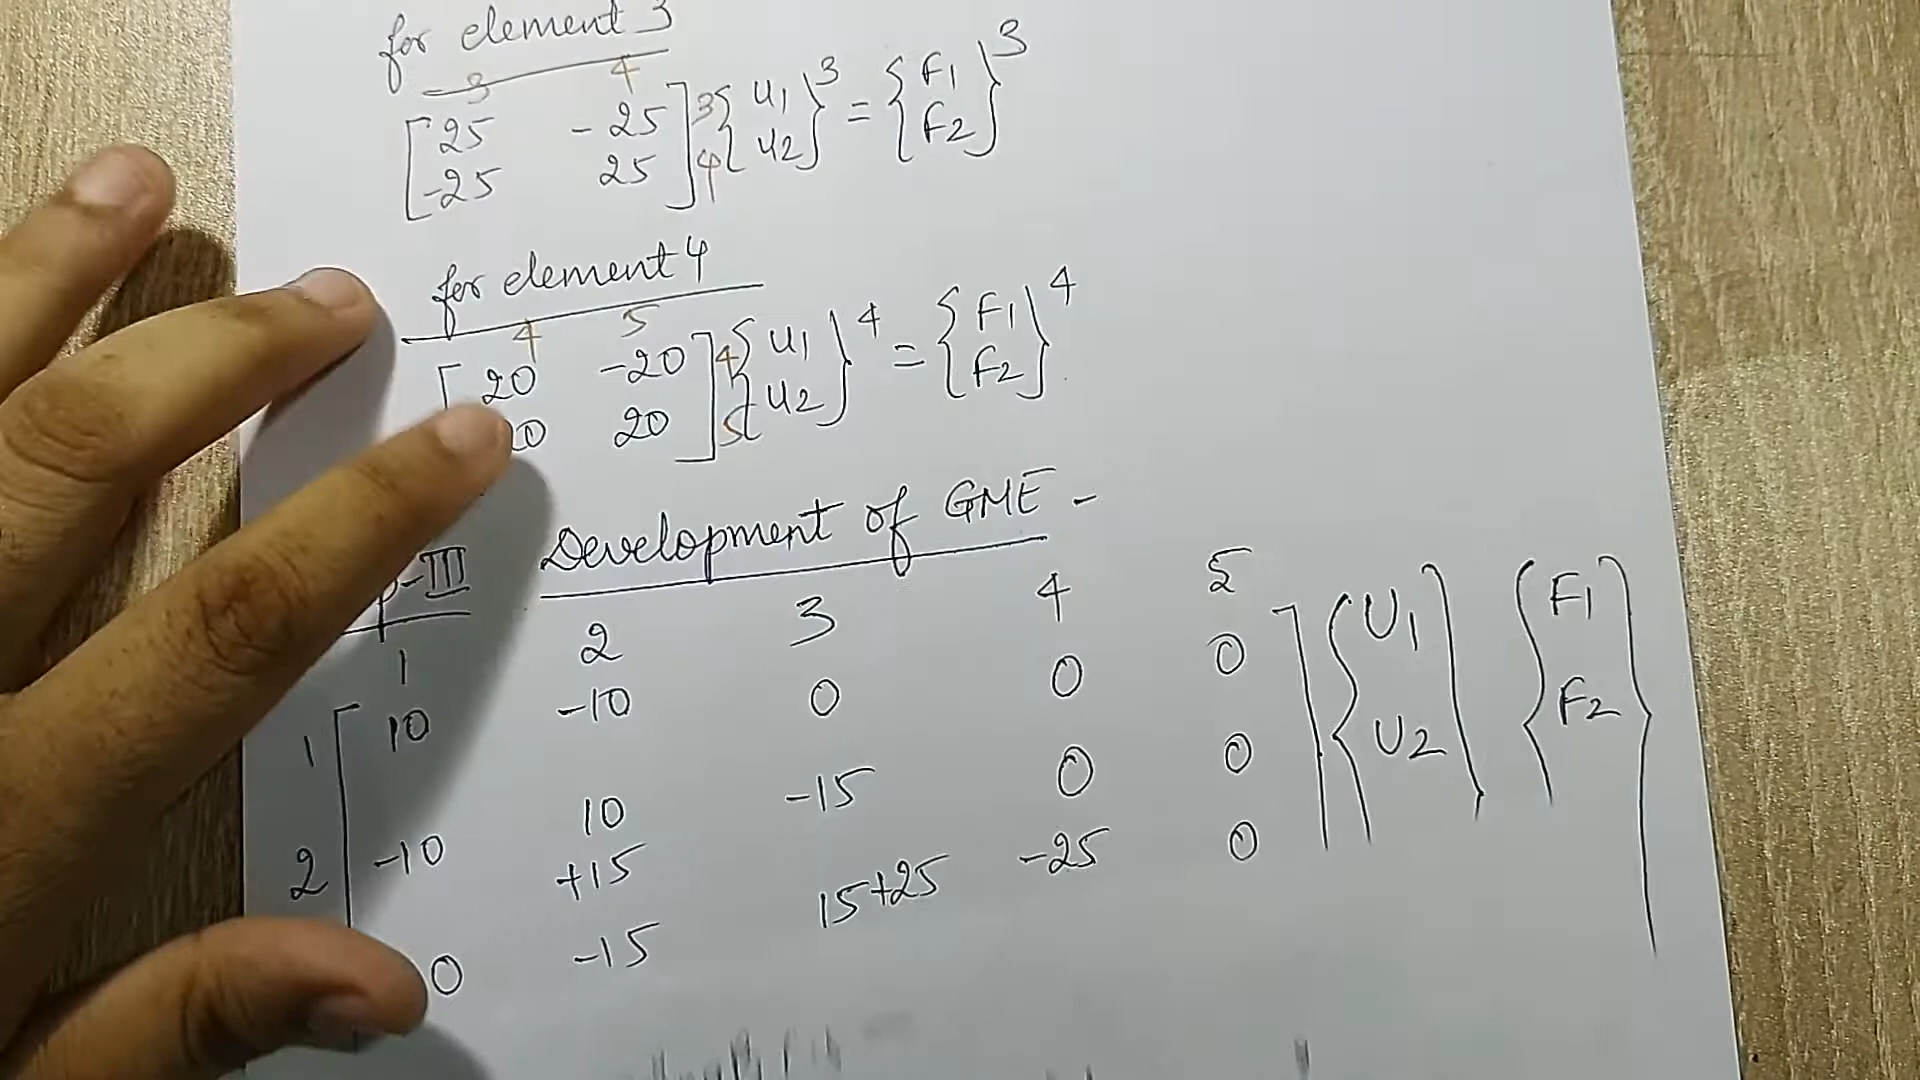 for element 3
3 4
[25 -25] 3 {U1}³ = {F1}³
[-25 25] 4 {U2} {F2}
for element 4
4 5
[20 -20] 4 {U1}⁴ = {F1}⁴
20 5 {U2} {F2}
III Development of GME -
1 2 3 4 5
1 [10 -10 0 0 0] {U1} {F1}
2 -10 10 +15 -15 0 0 U2 F2
0 -15 15+25 -25 0